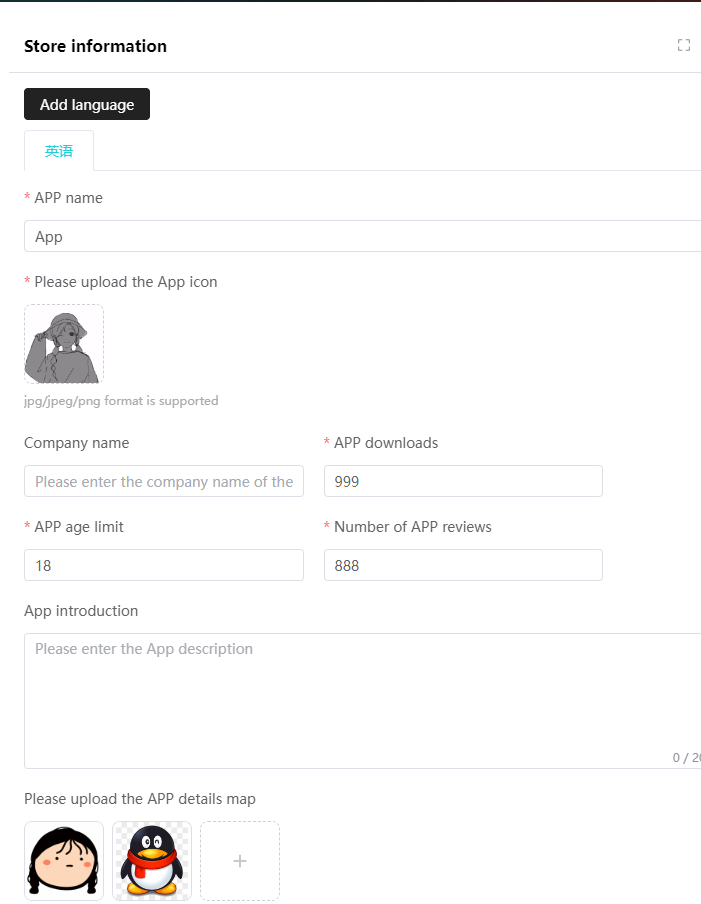 Store information
Add language
英语
* APP name
App
* Please upload the App icon
jpg/jpeg/png format is supported
Company name
* APP downloads
Please enter the company name of the
999
* APP age limit
* Number of APP reviews
18
888
App introduction
Please enter the App description
0 / 20
Please upload the APP details map